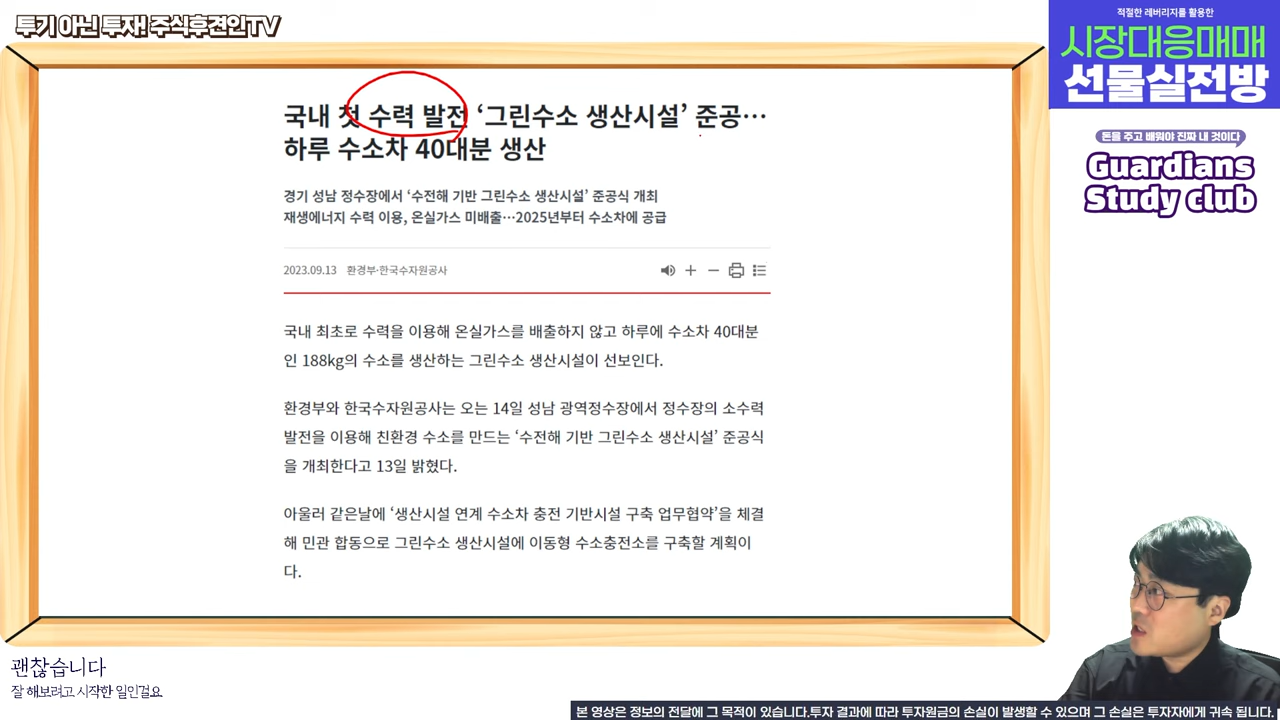 투기 아닌 투재! 주식후견인TV
적절한 레버리지를 활용한
시장대응매매
선물실전방
돈을 주고 배워야 진짜 내 것이다
Guardians
Study club
국내 첫 수력 발전 ‘그린수소 생산시설’ 준공…
하루 수소차 40대분 생산
경기 성남 정수장에서 ‘수전해 기반 그린수소 생산시설’ 준공식 개최
재생에너지 수력 이용, 온실가스 미배출…2025년부터 수소차에 공급
2023.09.13 환경부·한국수자원공사
국내 최초로 수력을 이용해 온실가스를 배출하지 않고 하루에 수소차 40대분
인 188kg의 수소를 생산하는 그린수소 생산시설이 선보인다.
환경부와 한국수자원공사는 오는 14일 성남 광역정수장에서 정수장의 소수력
발전을 이용해 친환경 수소를 만드는 ‘수전해 기반 그린수소 생산시설’ 준공식
을 개최한다고 13일 밝혔다.
아울러 같은날에 ‘생산시설 연계 수소차 충전 기반시설 구축 업무협약’을 체결
해 민관 합동으로 그린수소 생산시설에 이동형 수소충전소를 구축할 계획이
다.
괜찮습니다
잘 해보려고 시작한 일인걸요
본 영상은 정보의 전달에 그 목적이 있습니다.투자 결과에 따라 투자원금의 손실이 발생할 수 있으며 그 손실은 투자자에게 귀속 됩니다.